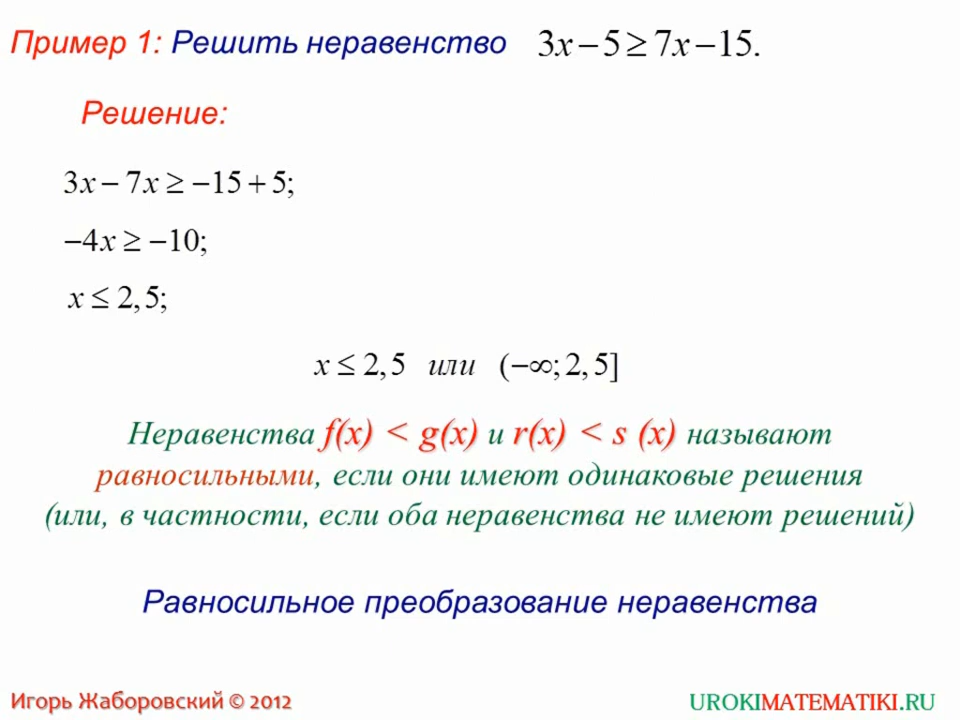 Пример 1: Решить неравенство 3x − 5 ≥ 7x − 15.
Решение:
3x − 7x ≥ −15 + 5;
−4x ≥ −10;
x ≤ 2,5;
x ≤ 2,5 или (−∞; 2,5]
Неравенства f(x) < g(x) и r(x) < s (x) называют
равносильными, если они имеют одинаковые решения
(или, в частности, если оба неравенства не имеют решений)
Равносильное преобразование неравенства
Игорь Жаборовский © 2012
UROKIMATEMATIKI.RU